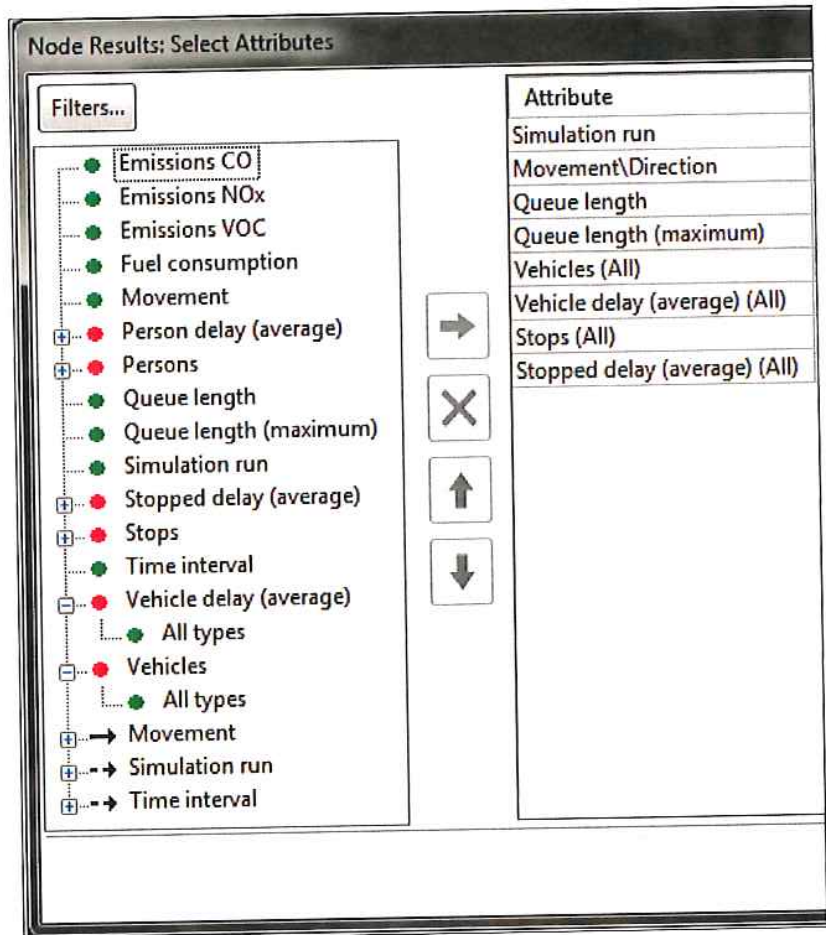 Node Results: Select Attributes
Filters...
Emissions CO
Emissions NOx
Emissions VOC
Fuel consumption
Movement
Person delay (average)
Persons
Queue length
Queue length (maximum)
Simulation run
Stopped delay (average)
Stops
Time interval
Vehicle delay (average)
All types
Vehicles
All types
Movement
Simulation run
Time interval
Attribute
Simulation run
Movement\Direction
Queue length
Queue length (maximum)
Vehicles (All)
Vehicle delay (average) (All)
Stops (All)
Stopped delay (average) (All)